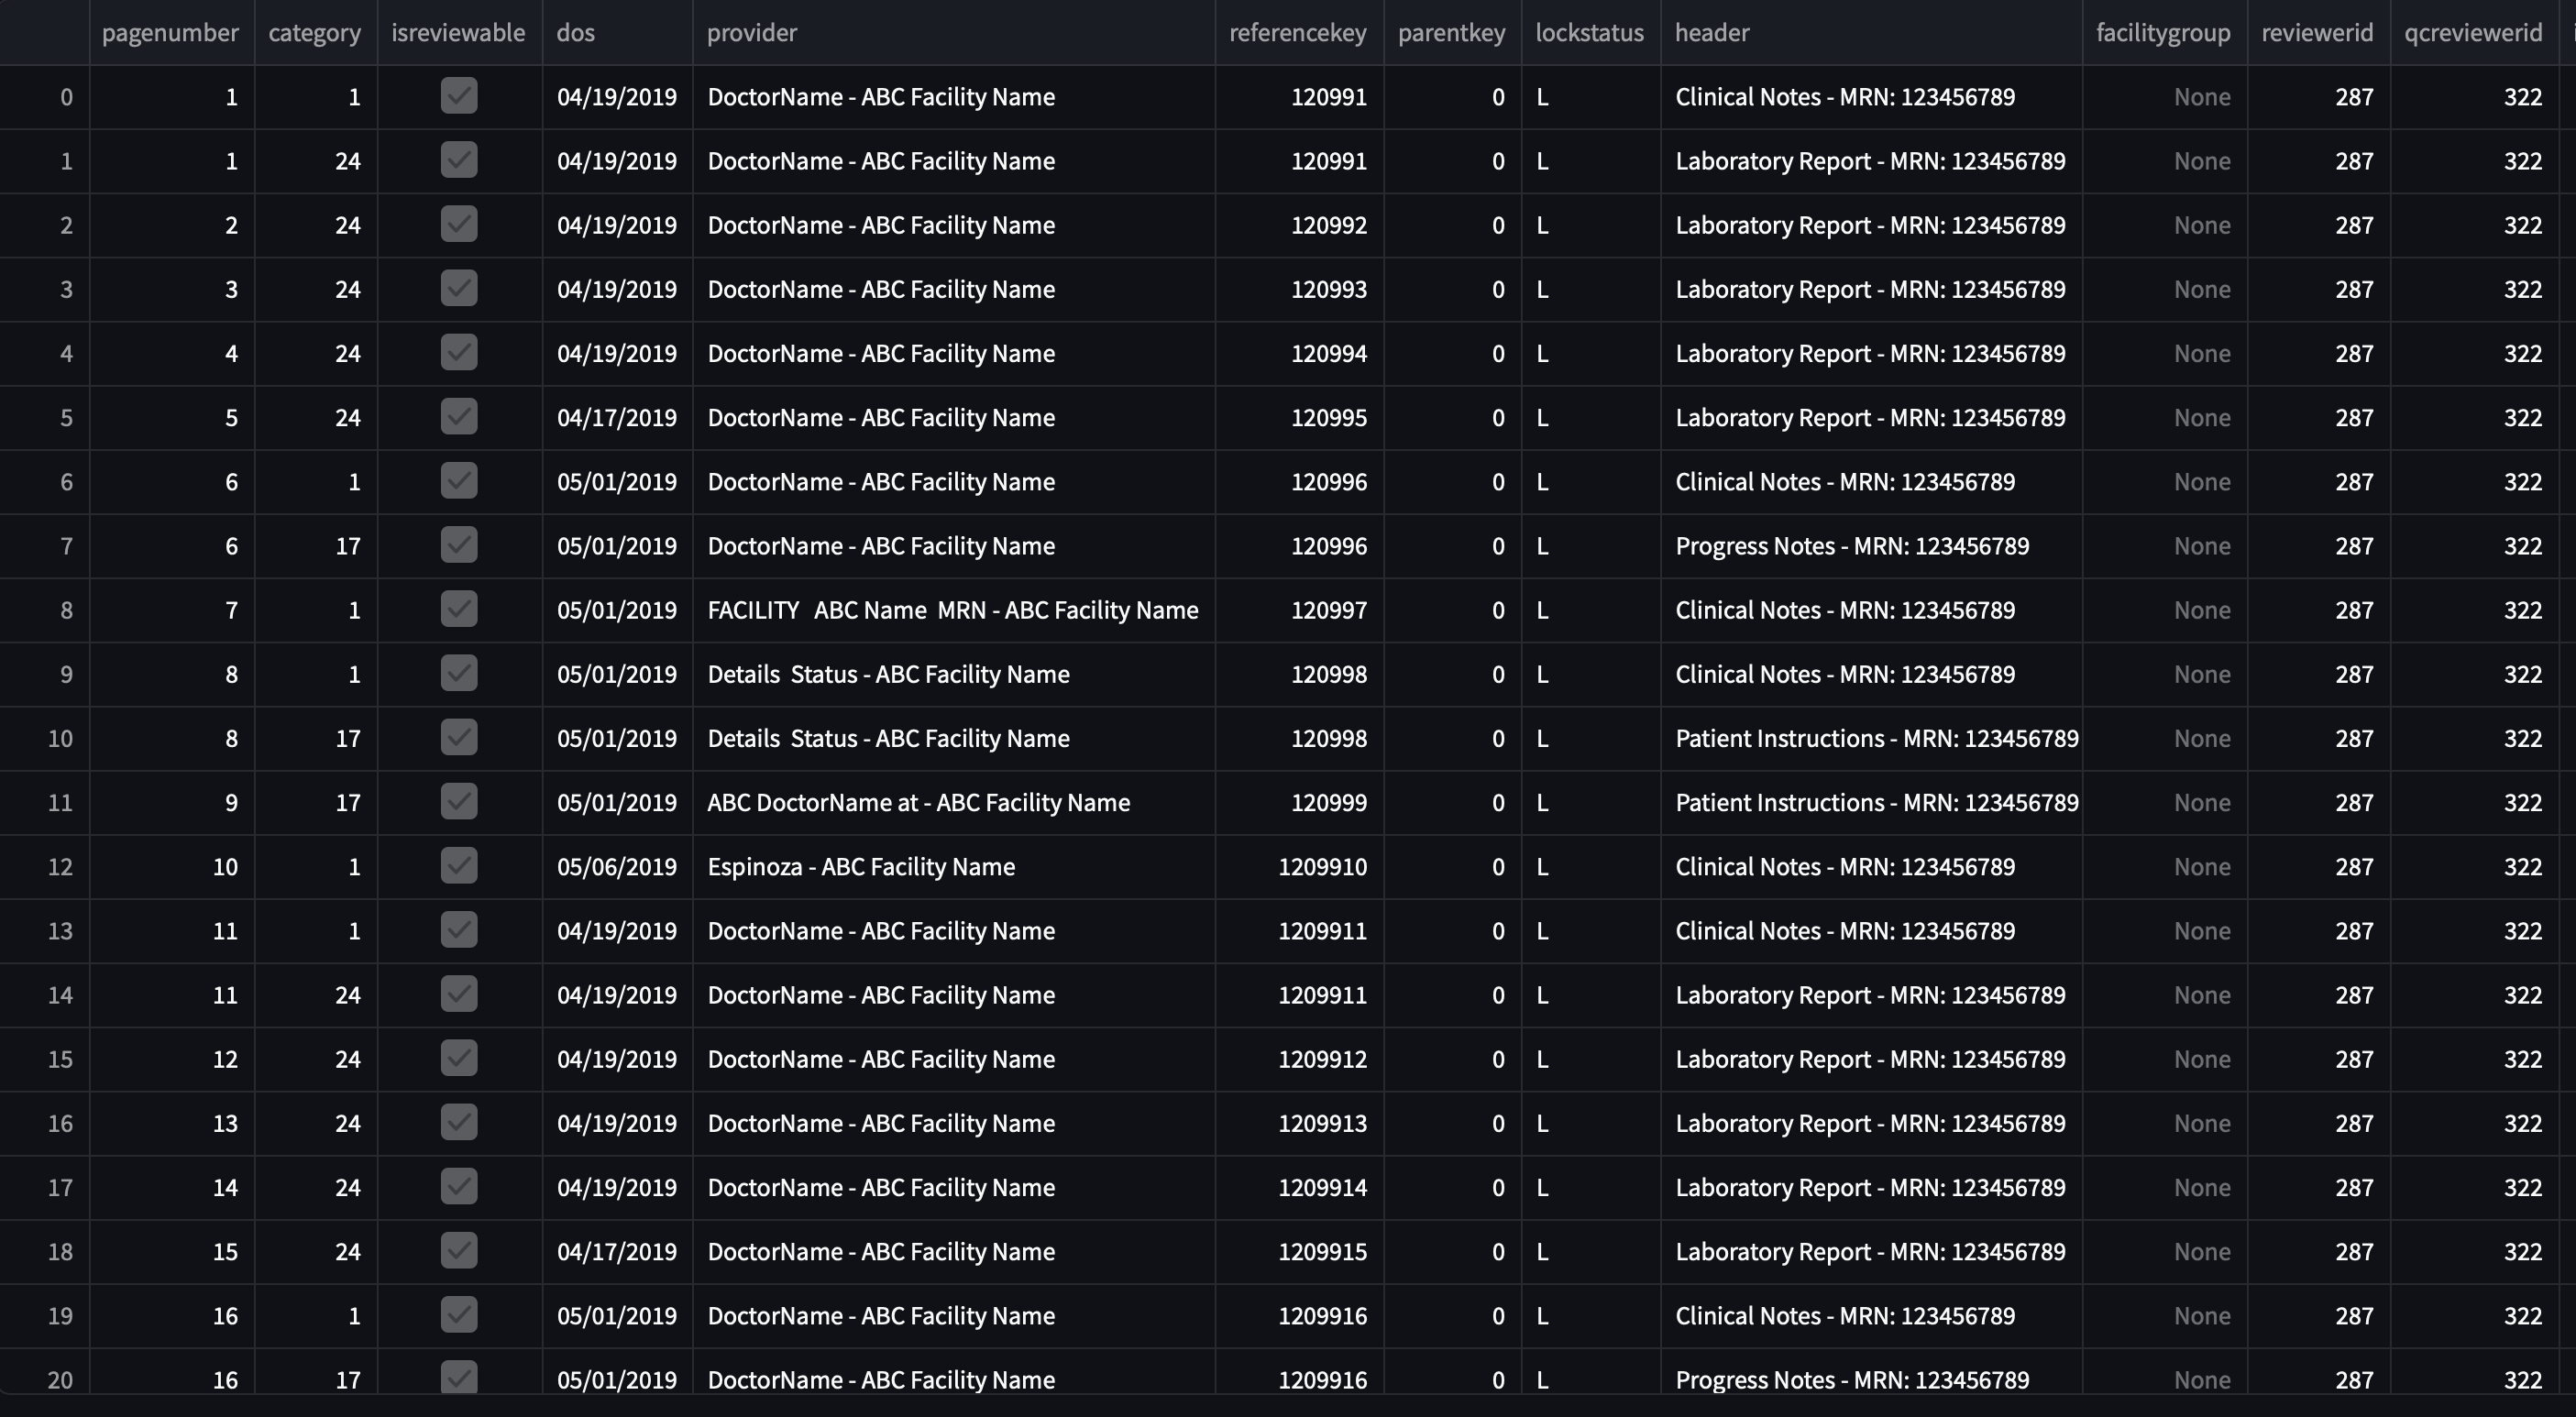 pagenumber category isreviewable dos provider referencekey parentkey lockstatus header facilitygroup reviewerid qcreviewerid
0 1 1 04/19/2019 DoctorName - ABC Facility Name 120991 0 L Clinical Notes - MRN: 123456789 None 287 322
1 1 24 04/19/2019 DoctorName - ABC Facility Name 120991 0 L Laboratory Report - MRN: 123456789 None 287 322
2 2 24 04/19/2019 DoctorName - ABC Facility Name 120992 0 L Laboratory Report - MRN: 123456789 None 287 322
3 3 24 04/19/2019 DoctorName - ABC Facility Name 120993 0 L Laboratory Report - MRN: 123456789 None 287 322
4 4 24 04/19/2019 DoctorName - ABC Facility Name 120994 0 L Laboratory Report - MRN: 123456789 None 287 322
5 5 24 04/17/2019 DoctorName - ABC Facility Name 120995 0 L Laboratory Report - MRN: 123456789 None 287 322
6 6 1 05/01/2019 DoctorName - ABC Facility Name 120996 0 L Clinical Notes - MRN: 123456789 None 287 322
7 6 17 05/01/2019 DoctorName - ABC Facility Name 120996 0 L Progress Notes - MRN: 123456789 None 287 322
8 7 1 05/01/2019 FACILITY ABC Name MRN - ABC Facility Name 120997 0 L Clinical Notes - MRN: 123456789 None 287 322
9 8 1 05/01/2019 Details Status - ABC Facility Name 120998 0 L Clinical Notes - MRN: 123456789 None 287 322
10 8 17 05/01/2019 Details Status - ABC Facility Name 120998 0 L Patient Instructions - MRN: 123456789 None 287 322
11 9 17 05/01/2019 ABC DoctorName at - ABC Facility Name 120999 0 L Patient Instructions - MRN: 123456789 None 287 322
12 10 1 05/06/2019 Espinoza - ABC Facility Name 1209910 0 L Clinical Notes - MRN: 123456789 None 287 322
13 11 1 04/19/2019 DoctorName - ABC Facility Name 1209911 0 L Clinical Notes - MRN: 123456789 None 287 322
14 11 24 04/19/2019 DoctorName - ABC Facility Name 1209911 0 L Laboratory Report - MRN: 123456789 None 287 322
15 12 24 04/19/2019 DoctorName - ABC Facility Name 1209912 0 L Laboratory Report - MRN: 123456789 None 287 322
16 13 24 04/19/2019 DoctorName - ABC Facility Name 1209913 0 L Laboratory Report - MRN: 123456789 None 287 322
17 14 24 04/19/2019 DoctorName - ABC Facility Name 1209914 0 L Laboratory Report - MRN: 123456789 None 287 322
18 15 24 04/17/2019 DoctorName - ABC Facility Name 1209915 0 L Laboratory Report - MRN: 123456789 None 287 322
19 16 1 05/01/2019 DoctorName - ABC Facility Name 1209916 0 L Clinical Notes - MRN: 123456789 None 287 322
20 16 17 05/01/2019 DoctorName - ABC Facility Name 1209916 0 L Progress Notes - MRN: 123456789 None 287 322